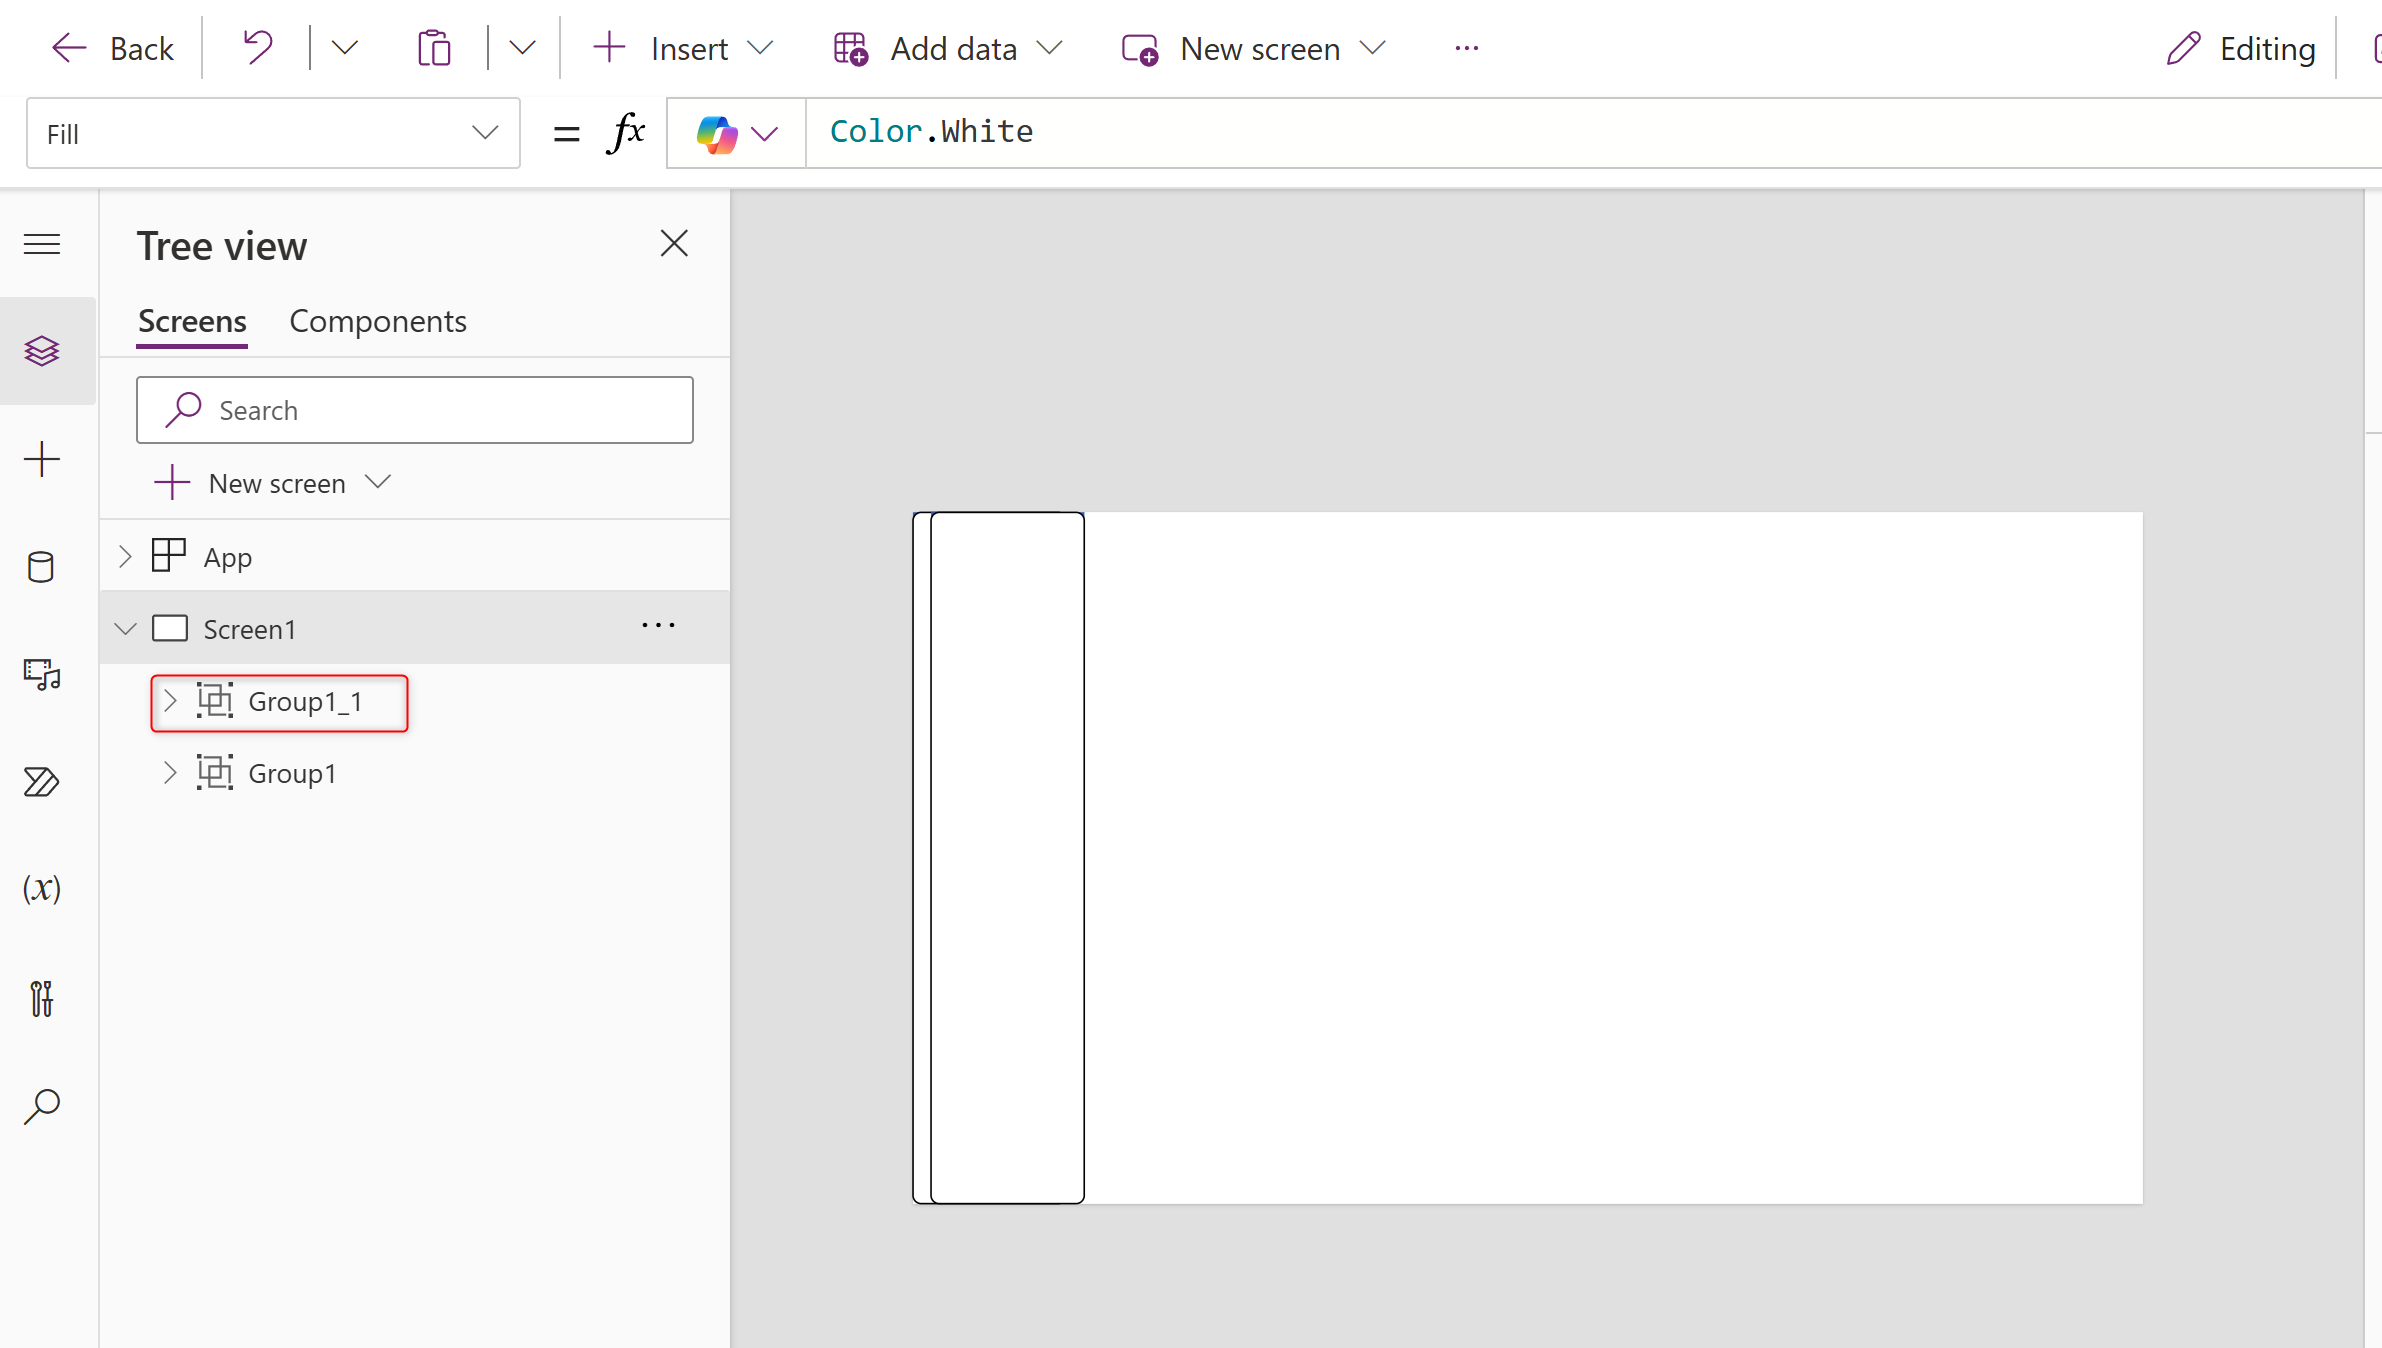 Back
Insert
Add data
New screen
...
Editing
Fill
= fx
Color.White
Tree view
Screens Components
Search
New screen
App
Screen1
...
Group1_1
Group1
(x)